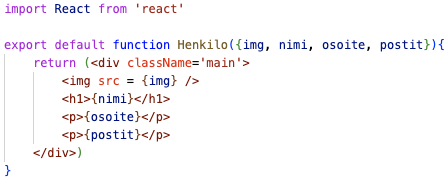 import React from 'react'

export default function Henkilo({img, nimi, osoite, postit}){
    return (<div className='main'>
        <img src = {img} />
        <h1>{nimi}</h1>
        <p>{osoite}</p>
        <p>{postit}</p>
    </div>)
}